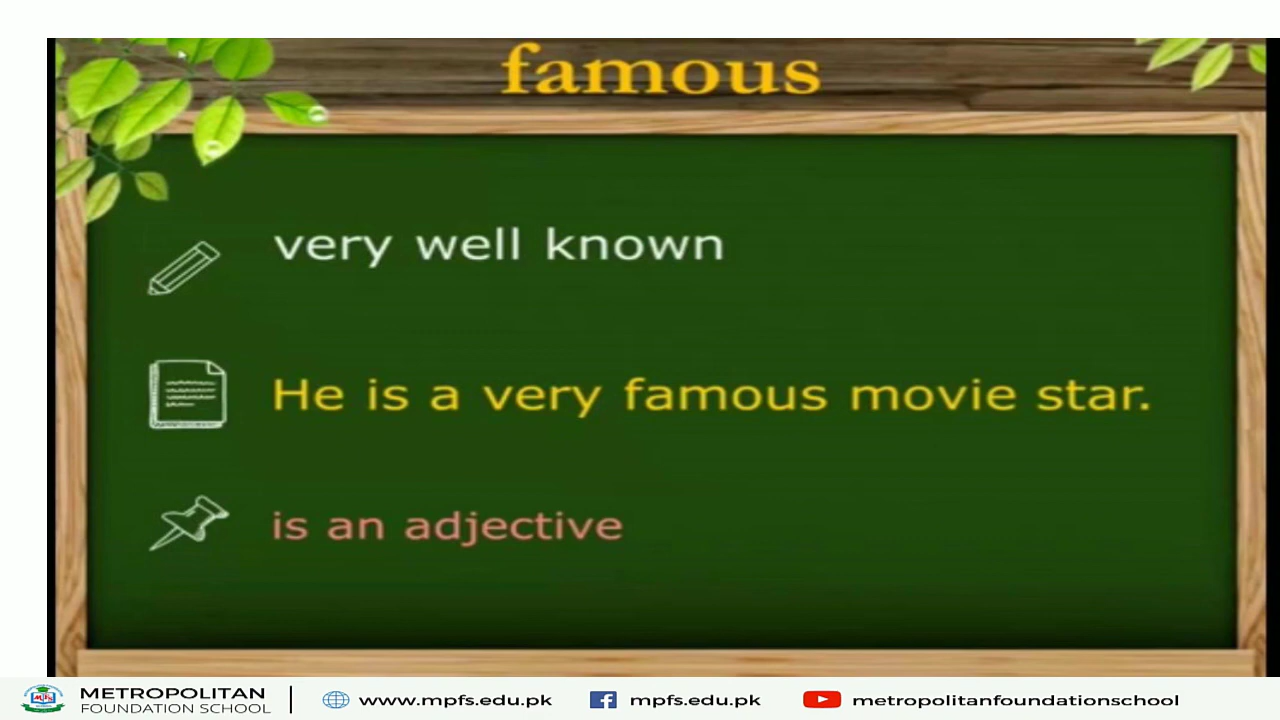 famous
very well known
He is a very famous movie star.
is an adjective
METROPOLITAN
FOUNDATION SCHOOL
www.mpfs.edu.pk
mpfs.edu.pk
metropolitanfoundationschool